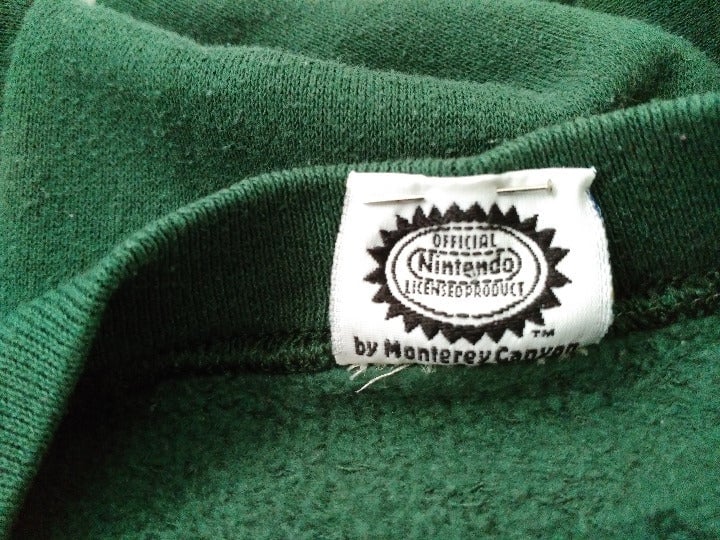 OFFICIAL
Nintendo
LICENSED PRODUCT
TM
by Monterey Canyon